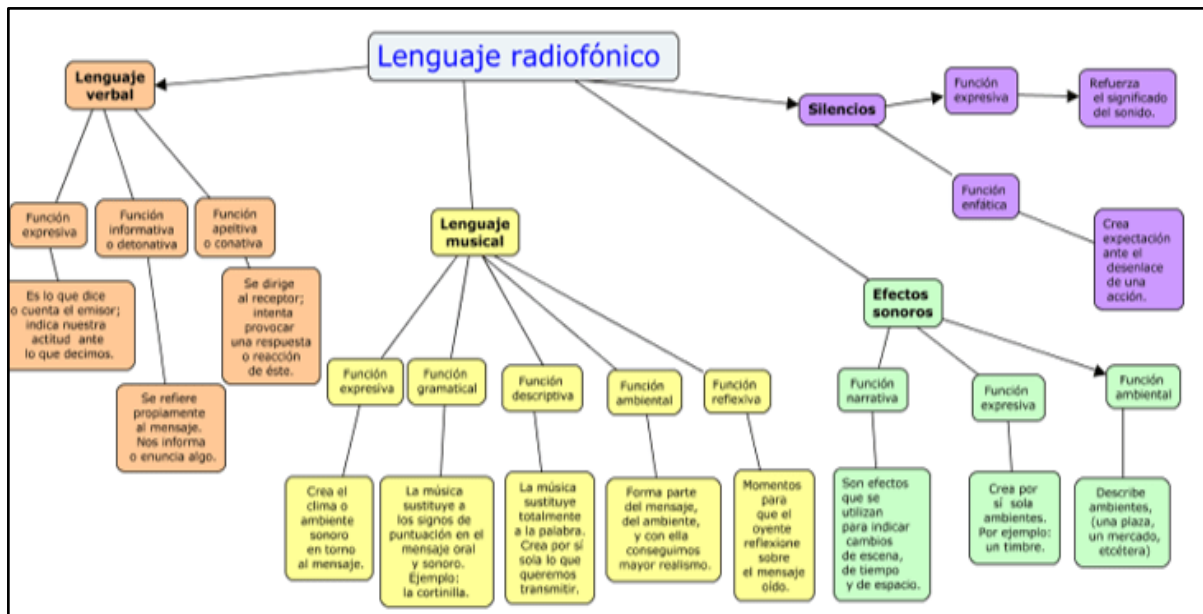 Lenguaje radiofónico
Lenguaje
verbal
Función
expresiva
Es lo que dice
o cuenta el emisor;
indica nuestra
actitud ante
lo que decimos.
Función
informativa
o detonativa
Se refiere
propiamente
al mensaje.
Nos informa
o enuncia algo.
Función
apeitiva
o conativa
Se dirige
al receptor;
intenta
provocar
una respuesta
o reacción
de éste.
Lenguaje
musical
Función
expresiva
Crea el
clima o
ambiente
sonoro
en torno
al mensaje.
Función
gramatical
La música
sustituye a
los signos de
puntuación en el
mensaje oral
y sonoro.
Ejemplo:
la cortinilla.
Función
descriptiva
La música
sustituye
totalmente
a la palabra.
Crea por sí
sola lo que
queremos
transmitir.
Función
ambiental
Forma parte
del mensaje,
del ambiente,
y con ella
conseguimos
mayor realismo.
Función
reflexiva
Momentos
para
que el
oyente
reflexione
sobre
el mensaje
oído.
Silencios
Función
expresiva
Refuerza
el significado
del sonido.
Función
enfática
Crea
expectación
ante el
desenlace
de una
acción.
Efectos
sonoros
Función
narrativa
Son efectos
que se
utilizan
para indicar
cambios
de escena,
de tiempo
y de espacio.
Función
expresiva
Crea por
sí sola
ambientes.
Por ejemplo:
un timbre.
Función
ambiental
Describe
ambientes,
(una plaza,
un mercado,
etcétera)